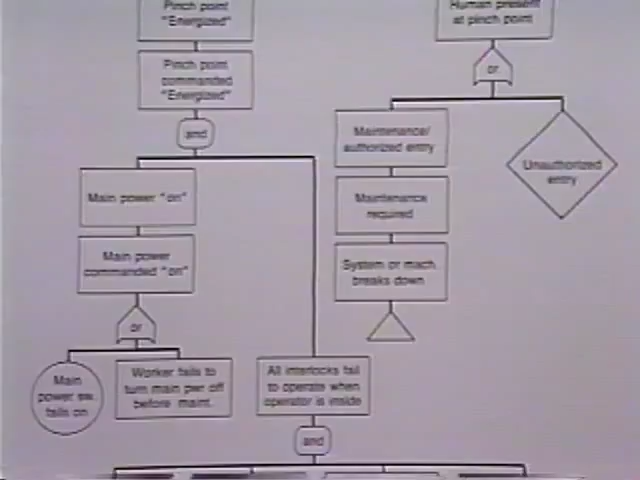 Pinch point
"Energized"
Human present
at pinch point
Pinch point
commanded
"Energized"
or
and
Maintenance/
authorized entry
Unauthorized
entry
Main power "on"
Maintenance
required
Main power
commanded "on"
System or mach.
breaks down
or
Main
power sw.
fails on
Worker fails to
turn main pwr off
before maint.
All interlocks fail
to operate when
operator is inside
and